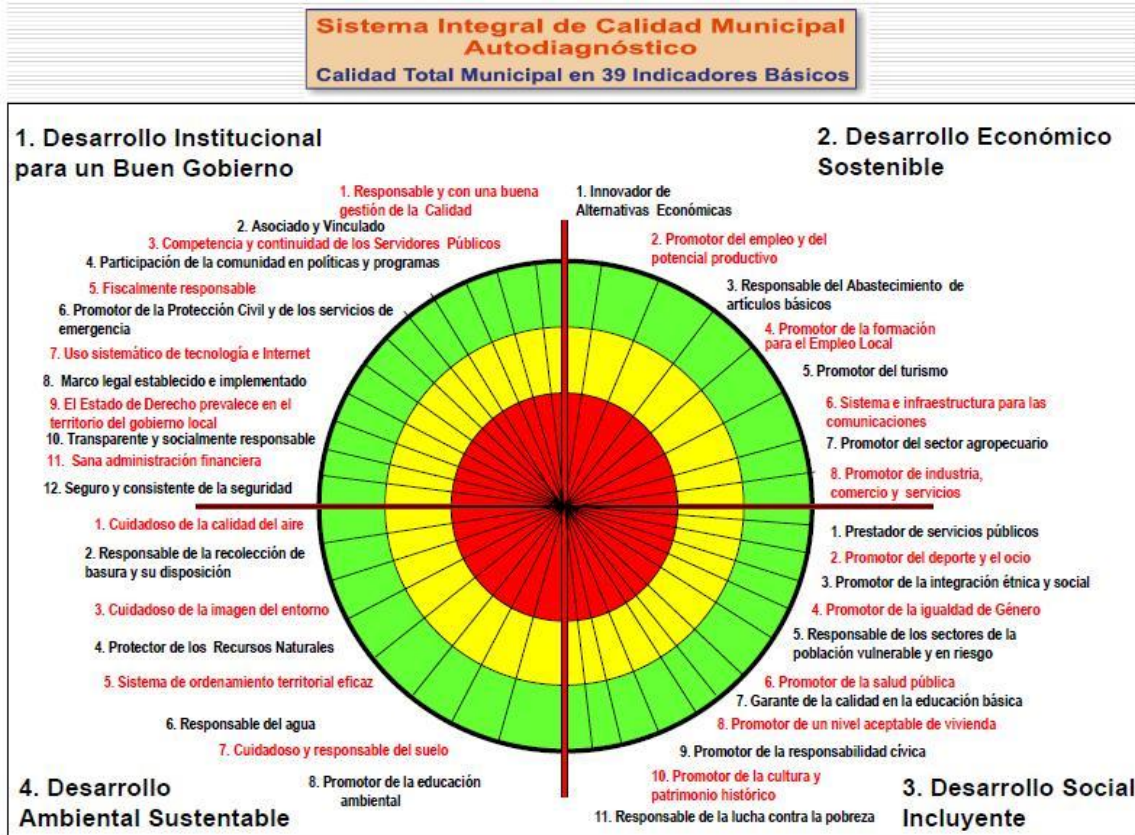 Sistema Integral de Calidad Municipal
Autodiagnóstico
Calidad Total Municipal en 39 Indicadores Básicos
1. Desarrollo Institucional
para un Buen Gobierno
1. Responsable y con una buena
gestión de la Calidad
2. Asociado y Vinculado
3. Competencia y continuidad de los Servidores Públicos
4. Participación de la comunidad en políticas y programas
5. Fiscalmente responsable
6. Promotor de la Protección Civil y de los servicios de
emergencia
7. Uso sistemático de tecnología e Internet
8. Marco legal establecido e implementado
9. El Estado de Derecho prevalece en el
territorio del gobierno local
10. Transparente y socialmente responsable
11. Sana administración financiera
12. Seguro y consistente de la seguridad
2. Desarrollo Económico
Sostenible
1. Innovador de
Alternativas Económicas
2. Promotor del empleo y del
potencial productivo
3. Responsable del Abastecimiento de
artículos básicos
4. Promotor de la formación
para el Empleo Local
5. Promotor del turismo
6. Sistema e infraestructura para las
comunicaciones
7. Promotor del sector agropecuario
8. Promotor de industria,
comercio y servicios
1. Prestador de servicios públicos
2. Promotor del deporte y el ocio
3. Promotor de la integración étnica y social
4. Promotor de la igualdad de Género
5. Responsable de los sectores de la
población vulnerable y en riesgo
6. Promotor de la salud pública
7. Garante de la calidad en la educación básica
8. Promotor de un nivel aceptable de vivienda
9. Promotor de la responsabilidad cívica
10. Promotor de la cultura y
patrimonio histórico
11. Responsable de la lucha contra la pobreza
3. Desarrollo Social
Incluyente
1. Cuidadoso de la calidad del aire
2. Responsable de la recolección de
basura y su disposición
3. Cuidadoso de la imagen del entorno
4. Protector de los Recursos Naturales
5. Sistema de ordenamiento territorial eficaz
6. Responsable del agua
7. Cuidadoso y responsable del suelo
8. Promotor de la educación
ambiental
4. Desarrollo
Ambiental Sustentable